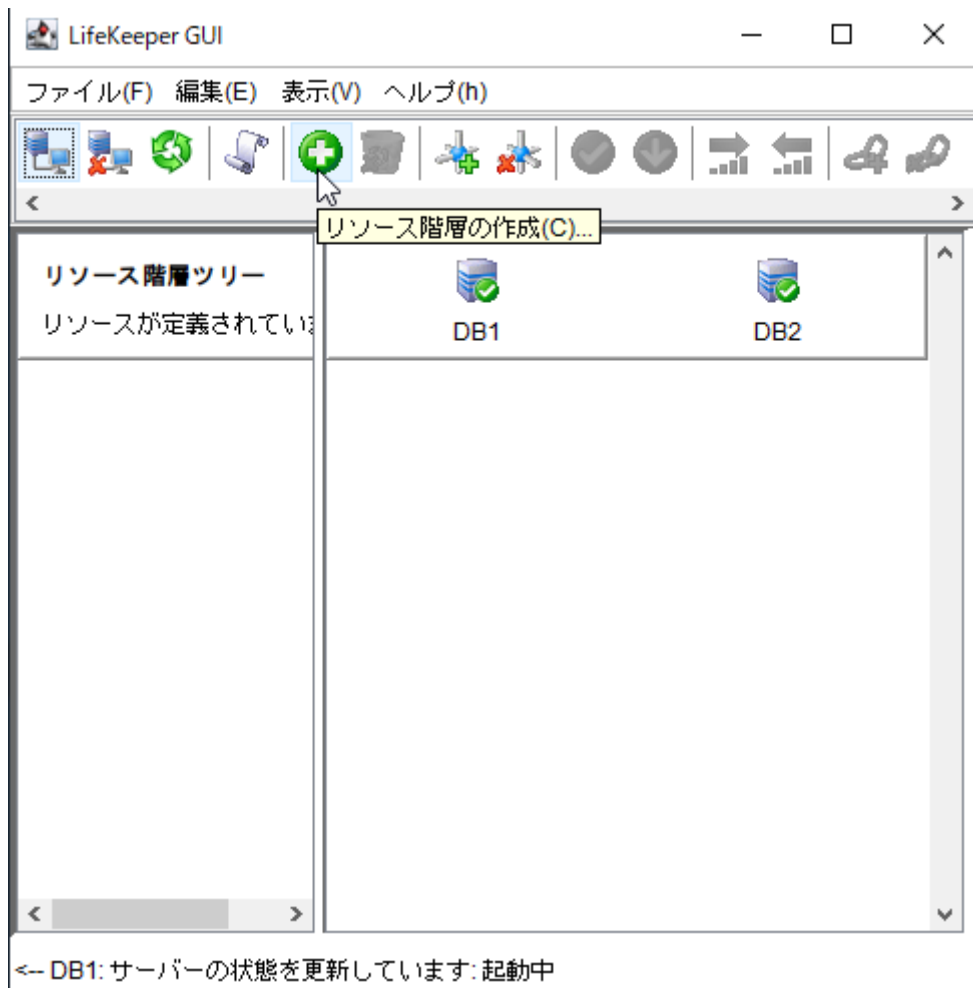 LifeKeeper GUI
ファイル(F) 編集(E) 表示(V) ヘルプ(h)
リソース階層の作成(C)...
リソース階層ツリー
リソースが定義されてい
DB1
DB2
<-- DB1: サーバーの状態を更新しています: 起動中